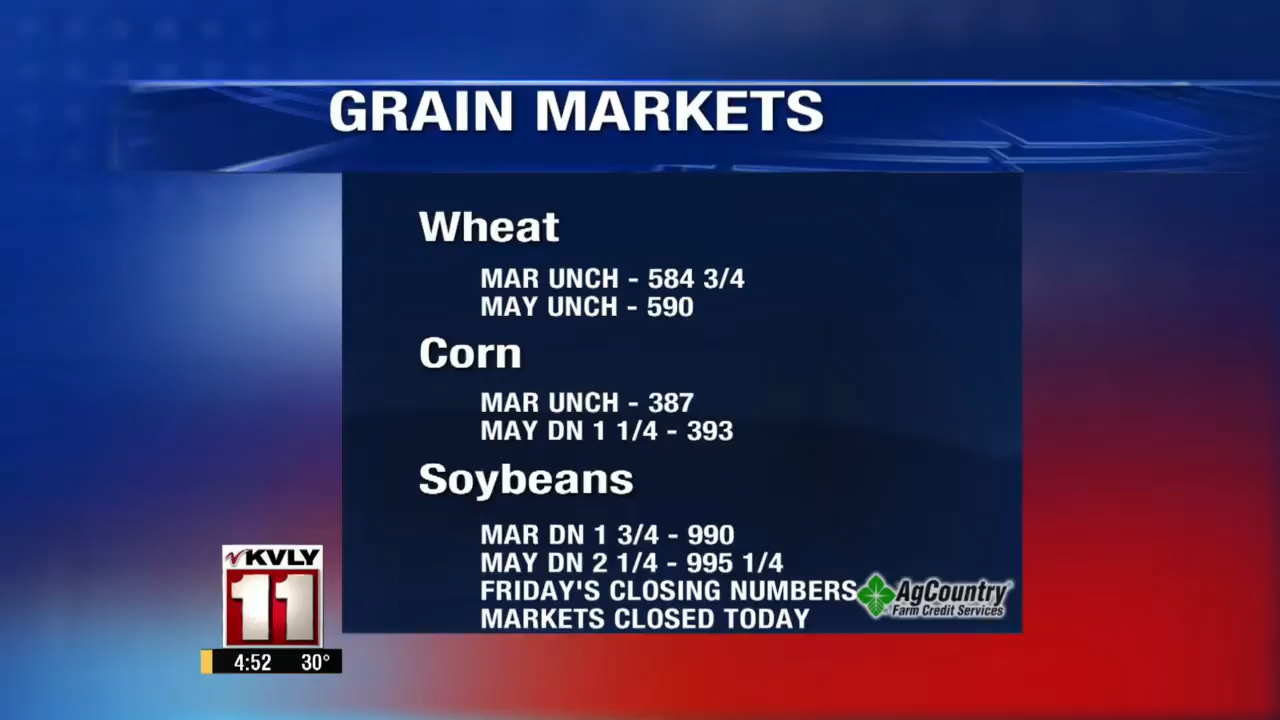 GRAIN MARKETS
Wheat
MAR UNCH - 584 3/4
MAY UNCH - 590
Corn
MAR UNCH - 387
MAY DN 1 1/4 - 393
Soybeans
MAR DN 1 3/4 - 990
MAY DN 2 1/4 - 995 1/4
FRIDAY'S CLOSING NUMBERS
MARKETS CLOSED TODAY
AgCountry
Farm Credit Services
KVLY
11
4:52 30°